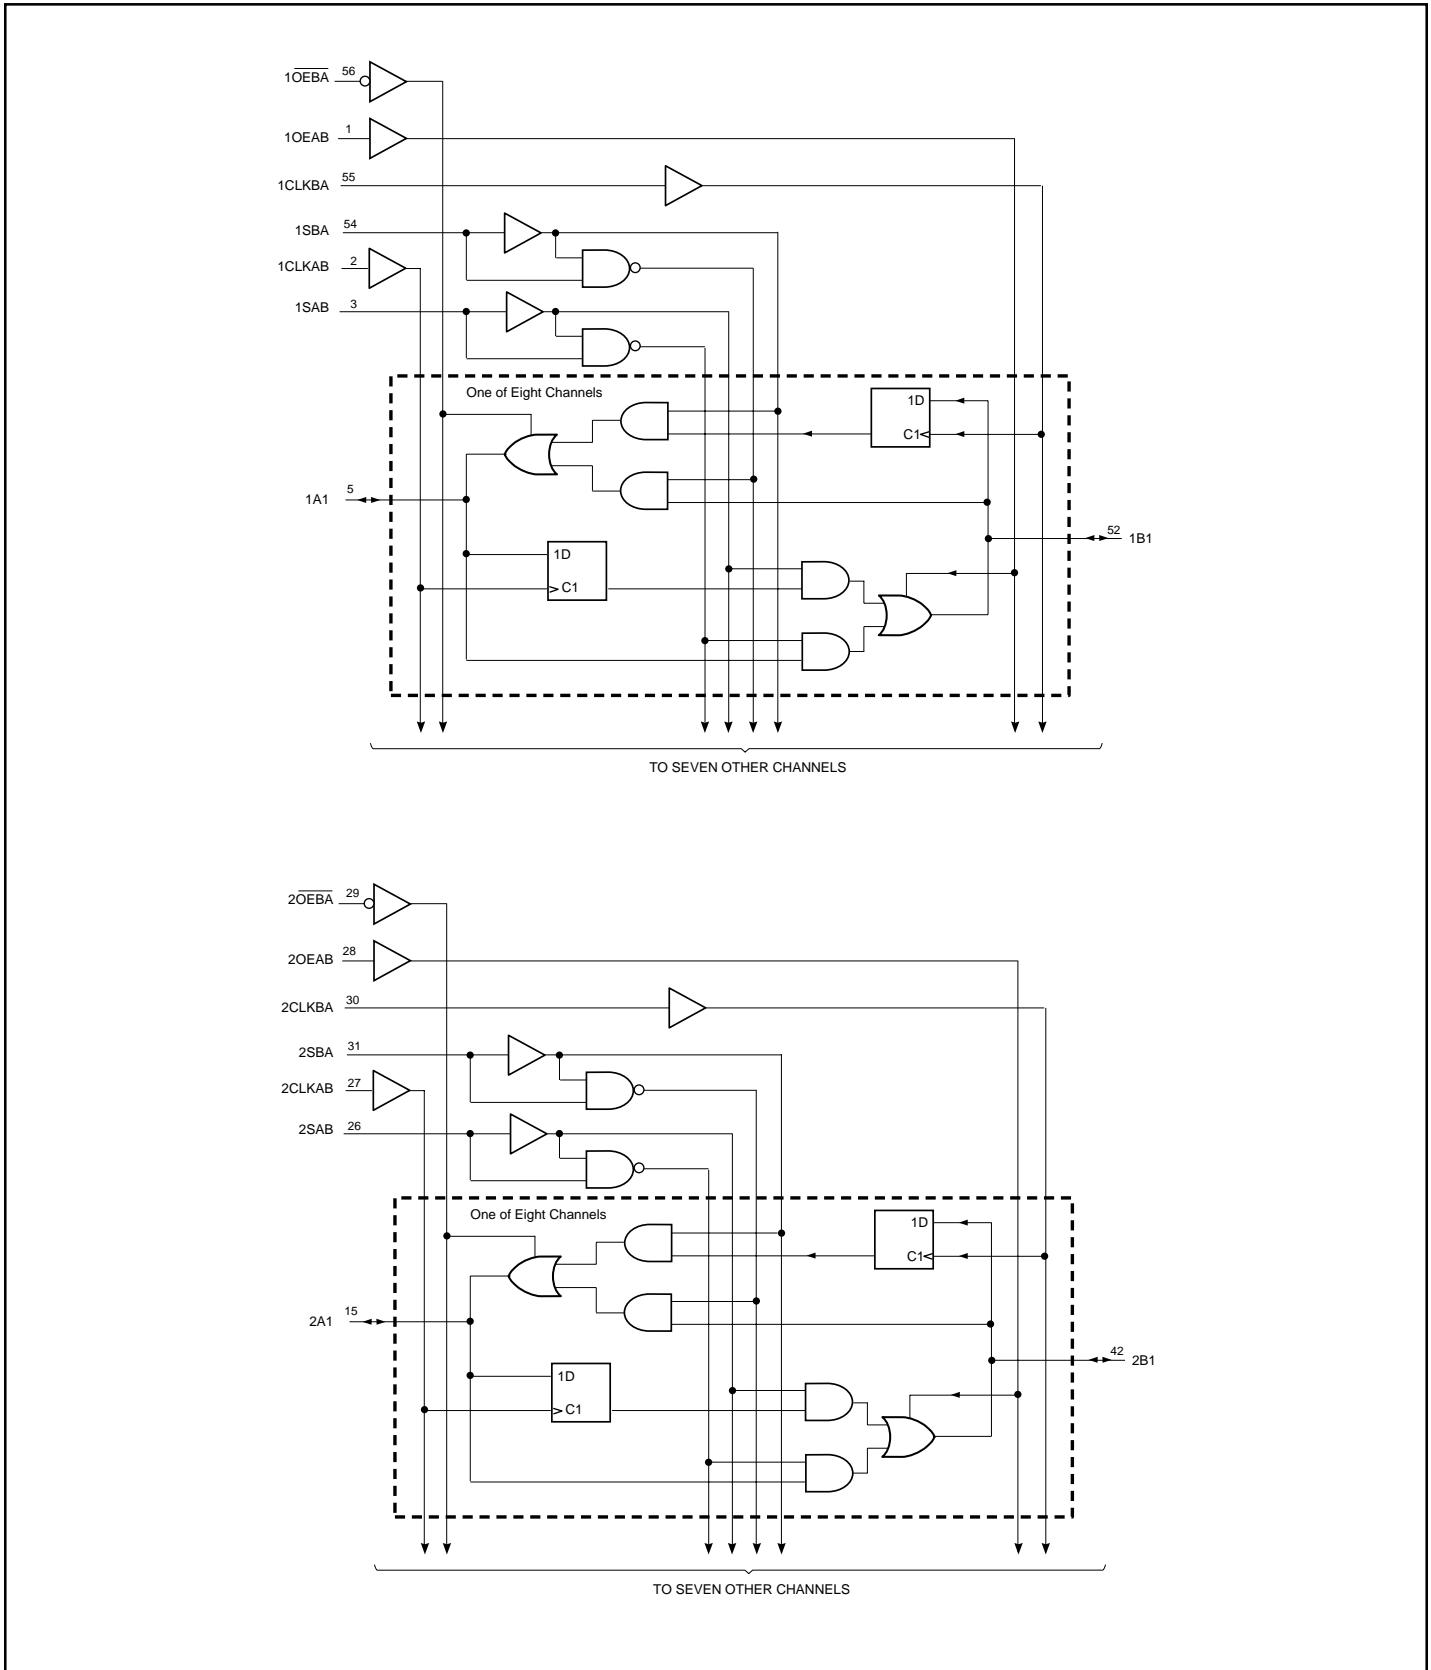 1O̅E̅B̅A̅ 56
1OEAB 1
1CLKBA 55
1SBA 54
1CLKAB 2
1SAB 3
One of Eight Channels
1D
C1
1A1 5
52 1B1
1D
C1
TO SEVEN OTHER CHANNELS
2O̅E̅B̅A̅ 29
2OEAB 28
2CLKBA 30
2SBA 31
2CLKAB 27
2SAB 26
One of Eight Channels
1D
C1
2A1 15
42 2B1
1D
C1
TO SEVEN OTHER CHANNELS